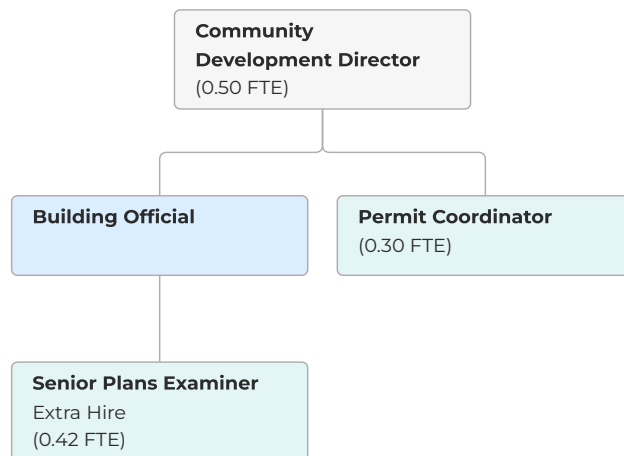 Community
Development Director
(0.50 FTE)
Building Official
Permit Coordinator
(0.30 FTE)
Senior Plans Examiner
Extra Hire
(0.42 FTE)